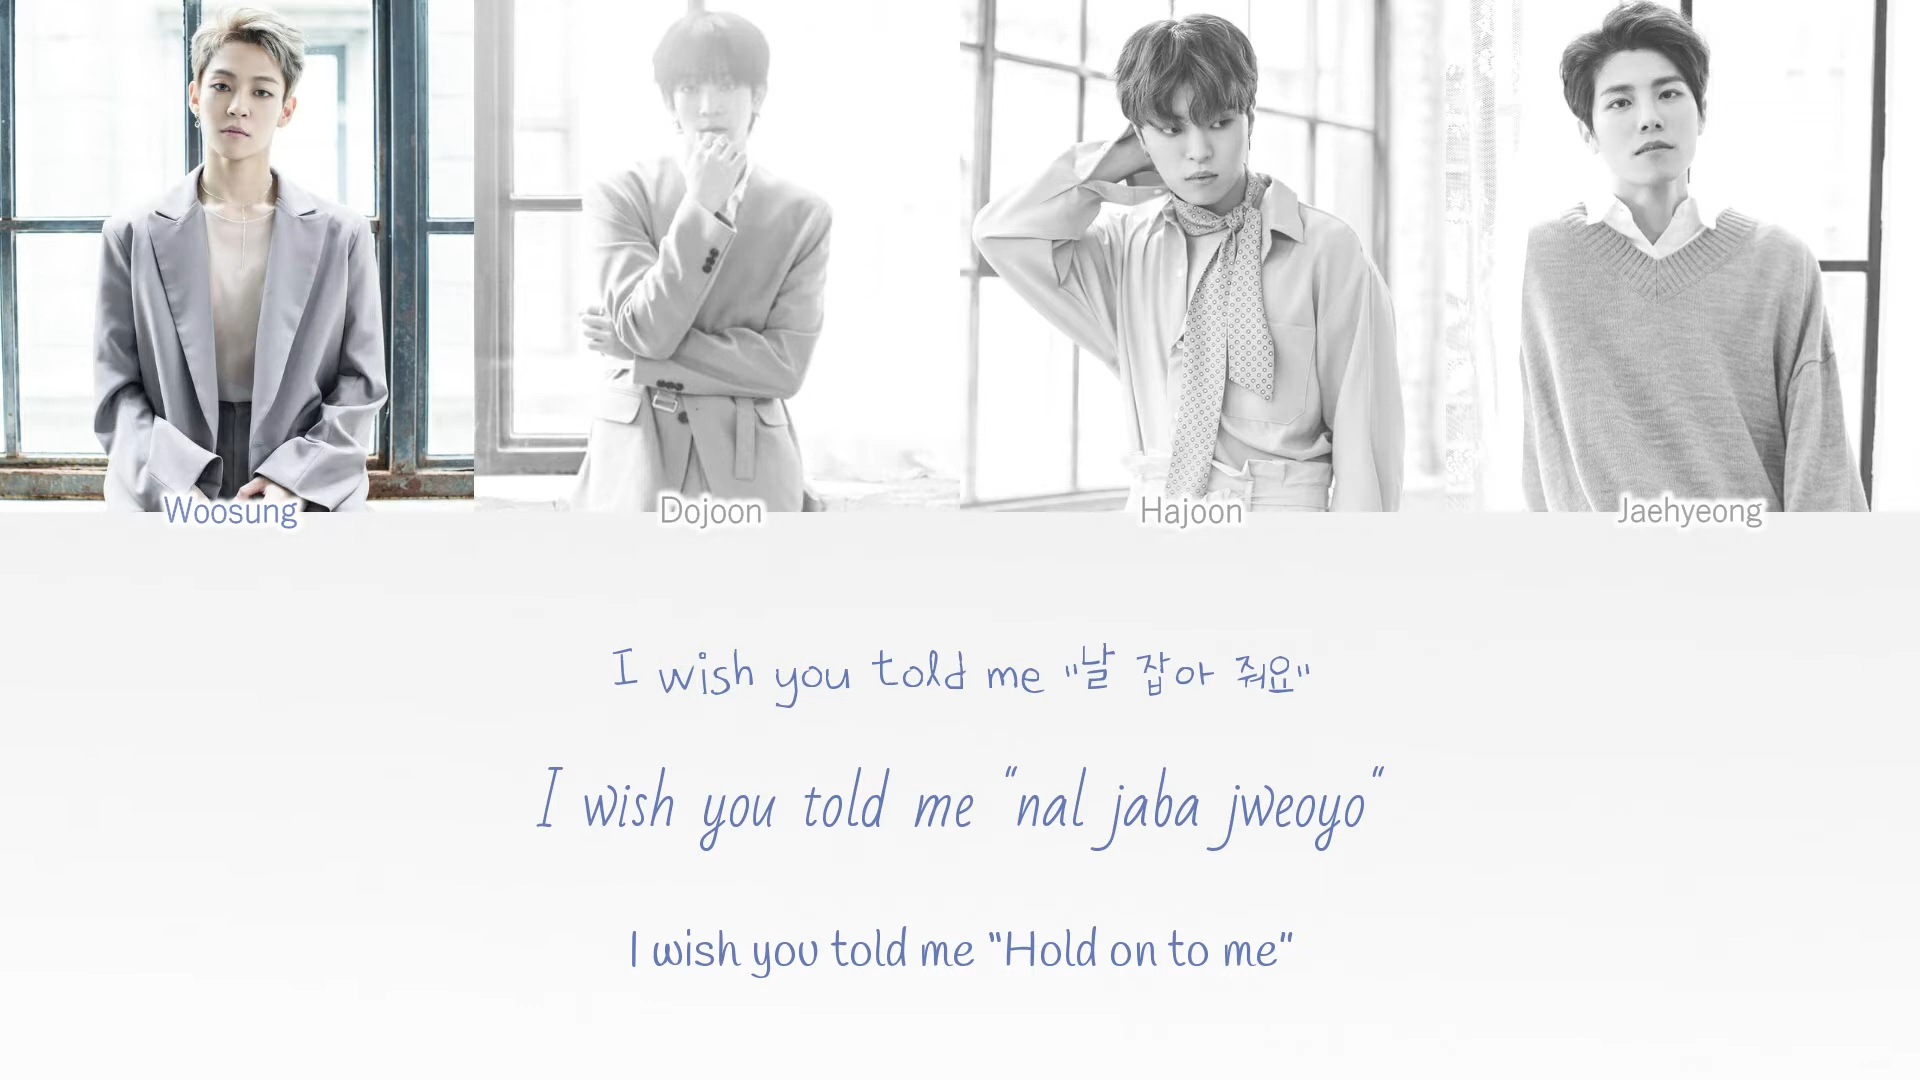 Woosung Dojoon Hajoon Jaehyeong
I wish you told me "날 잡아 줘요"
I wish you told me "nal jaba jweoyo"
I wish you told me "Hold on to me"